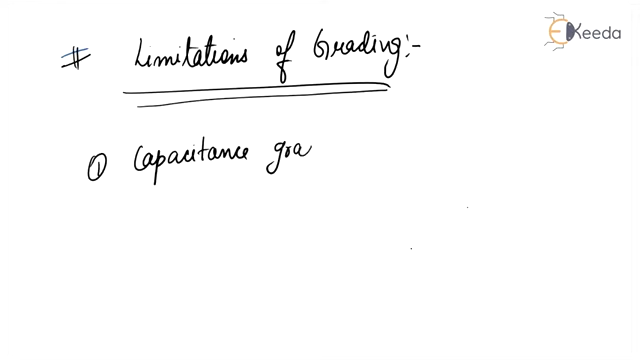 EKeeda
# Limitations of Grading:-
① Capacitance gra